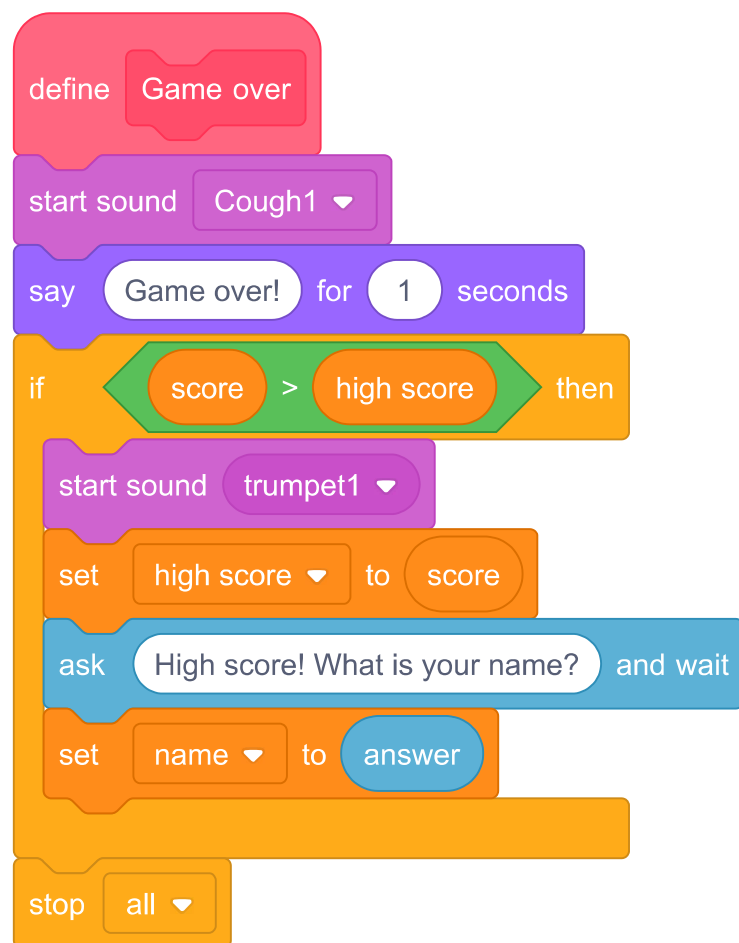 define Game over
start sound Cough1
say Game over! for 1 seconds
if score > high score then
start sound trumpet1
set high score to score
ask High score! What is your name? and wait
set name to answer
stop all